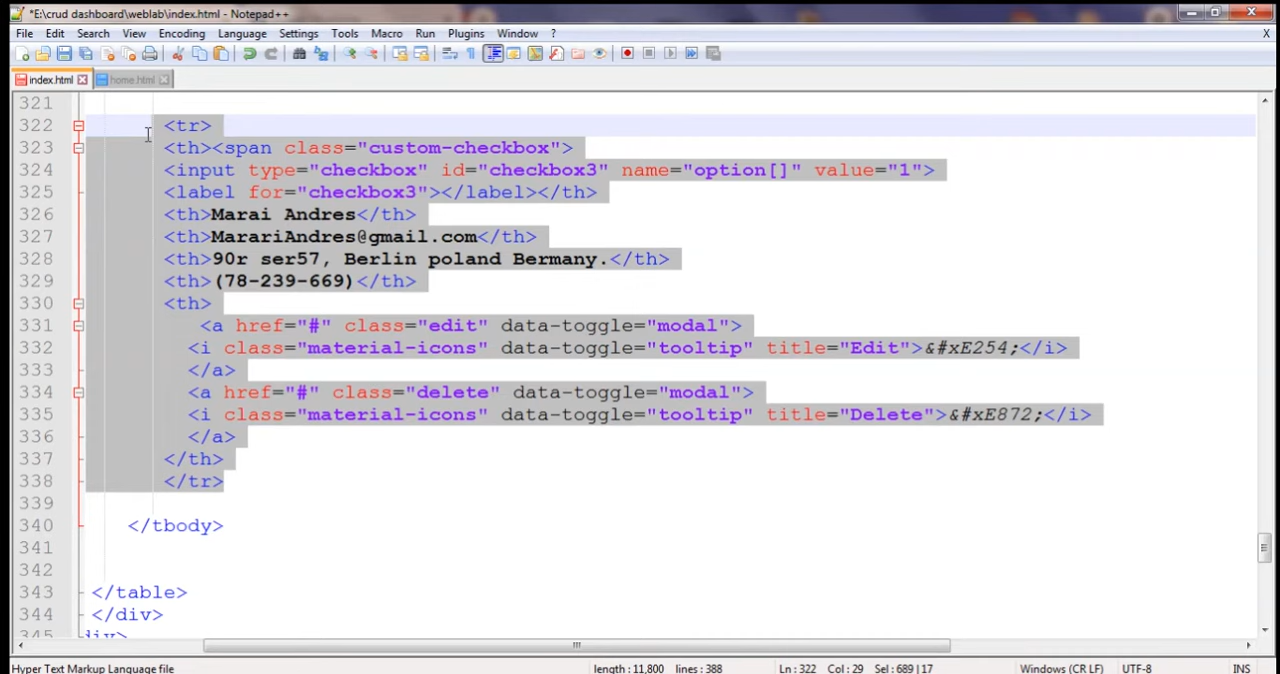 *E:\crud dashboard\weblab\index.html - Notepad++
File Edit Search View Encoding Language Settings Tools Macro Run Plugins Window ? X
index.html home.html
321
322 <tr>
323 <th><span class="custom-checkbox">
324 <input type="checkbox" id="checkbox3" name="option[]" value="1">
325 <label for="checkbox3"></label></th>
326 <th>Marai Andres</th>
327 <th>MarariAndres@gmail.com</th>
328 <th>90r ser57, Berlin poland Bermany.</th>
329 <th>(78-239-669)</th>
330 <th>
331 <a href="#" class="edit" data-toggle="modal">
332 <i class="material-icons" data-toggle="tooltip" title="Edit">&#xE254;</i>
333 </a>
334 <a href="#" class="delete" data-toggle="modal">
335 <i class="material-icons" data-toggle="tooltip" title="Delete">&#xE872;</i>
336 </a>
337 </th>
338 </tr>
339
340 </tbody>
341
342
343 </table>
344 </div>
345 div>
Hyper Text Markup Language file length : 11,800 lines : 388 Ln : 322 Col : 29 Sel : 689 | 17 Windows (CR LF) UTF-8 INS